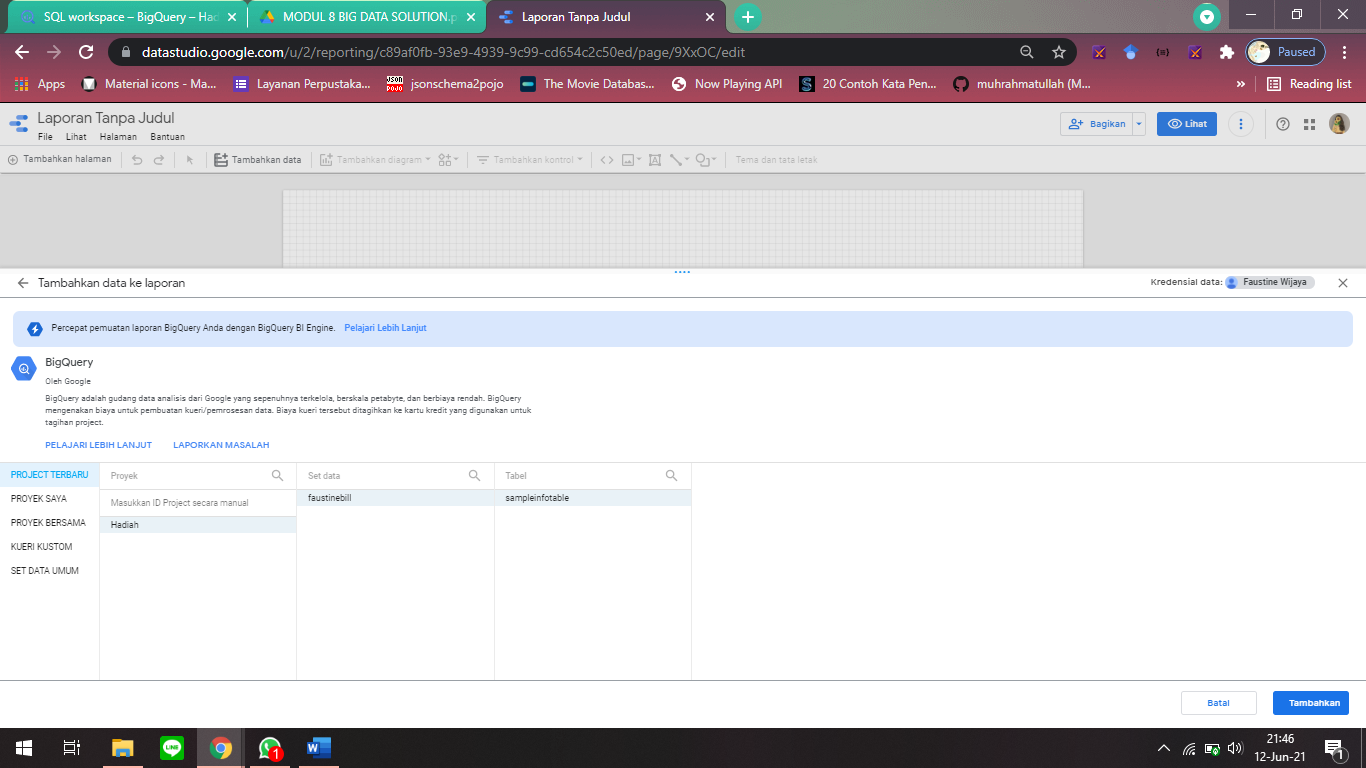 SQL workspace – BigQuery – Had
MODUL 8 BIG DATA SOLUTION.p
Laporan Tanpa Judul
datastudio.google.com/u/2/reporting/c89af0fb-93e9-4939-9c99-cd654c2c50ed/page/9XxOC/edit
Paused
Apps
Material icons - Ma...
Layanan Perpustaka...
JSON POJO
jsonschema2pojo
The Movie Databas...
Now Playing API
20 Contoh Kata Pen...
muhrahmatullah (M...
»
Reading list
Laporan Tanpa Judul
File Lihat Halaman Bantuan
Bagikan
Lihat
Tambahkan halaman
Tambahkan data
Tambahkan diagram
Tambahkan kontrol
Tema dan tata letak
Tambahkan data ke laporan
Kredensial data: Faustine Wijaya
Percepat pemuatan laporan BigQuery Anda dengan BigQuery BI Engine. Pelajari Lebih Lanjut
BigQuery
Oleh Google
BigQuery adalah gudang data analisis dari Google yang sepenuhnya terkelola, berskala petabyte, dan berbiaya rendah. BigQuery
mengenakan biaya untuk pembuatan kueri/pemrosesan data. Biaya kueri tersebut ditagihkan ke kartu kredit yang digunakan untuk
tagihan project.
PELAJARI LEBIH LANJUT LAPORKAN MASALAH
PROJECT TERBARU
PROYEK SAYA
PROYEK BERSAMA
KUERI KUSTOM
SET DATA UMUM
Proyek
Masukkan ID Project secara manual
Hadiah
Set data
faustinebill
Tabel
sampleinfotable
Batal
Tambahkan
LINE
1
W
21:46
12-Jun-21
1